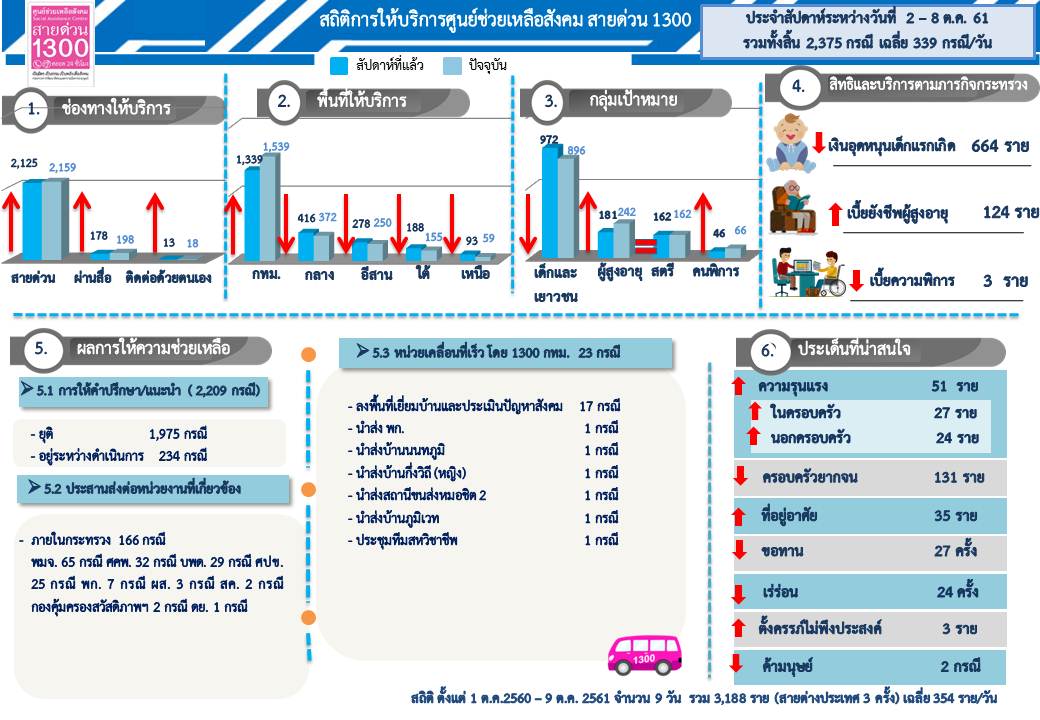 ศูนย์ช่วยเหลือสังคม
Social Assistance Center
สายด่วน
1300
ตลอด 24 ชั่วโมง
สถิติการให้บริการศูนย์ช่วยเหลือสังคม สายด่วน 1300
ประจำสัปดาห์ระหว่างวันที่ 2 – 8 ต.ค. 61
รวมทั้งสิ้น 2,375 กรณี เฉลี่ย 339 กรณี/วัน
สัปดาห์ที่แล้ว ปัจจุบัน
1. ช่องทางให้บริการ
2,125 2,159
178 198
13 18
สายด่วน ผ่านสื่อ ติดต่อด้วยตนเอง
2. พื้นที่ให้บริการ
1,339 1,539
416 372
278 250
188 155
93 59
กทม. กลาง อีสาน ใต้ เหนือ
3. กลุ่มเป้าหมาย
972 896
181 242
162 162
46 66
เด็กและ ผู้สูงอายุ สตรี คนพิการ
เยาวชน
4. สิทธิและบริการตามภารกิจกระทรวง
เงินอุดหนุนเด็กแรกเกิด 664 ราย
เบี้ยยังชีพผู้สูงอายุ 124 ราย
เบี้ยความพิการ 3 ราย
5. ผลการให้ความช่วยเหลือ
5.1 การให้คำปรึกษา/แนะนำ ( 2,209 กรณี)
- ยุติ 1,975 กรณี
- อยู่ระหว่างดำเนินการ 234 กรณี
5.2 ประสานส่งต่อหน่วยงานที่เกี่ยวข้อง
- ภายในกระทรวง 166 กรณี
พมจ. 65 กรณี ศคพ. 32 กรณี บพด. 29 กรณี ศปข.
25 กรณี พก. 7 กรณี ผส. 3 กรณี สค. 2 กรณี
กองคุ้มครองสวัสดิภาพฯ 2 กรณี ดย. 1 กรณี
5.3 หน่วยเคลื่อนที่เร็ว โดย 1300 กทม. 23 กรณี
- ลงพื้นที่เยี่ยมบ้านและประเมินปัญหาสังคม 17 กรณี
- นำส่ง พก. 1 กรณี
- นำส่งบ้านนนทภูมิ 1 กรณี
- นำส่งบ้านกึ่งวิถี (หญิง) 1 กรณี
- นำส่งสถานีขนส่งหมอชิต 2 1 กรณี
- นำส่งบ้านภูมิเวท 1 กรณี
- ประชุมทีมสหวิชาชีพ 1 กรณี
1300
6. ประเด็นที่น่าสนใจ
ความรุนแรง 51 ราย
ในครอบครัว 27 ราย
นอกครอบครัว 24 ราย
ครอบครัวยากจน 131 ราย
ที่อยู่อาศัย 35 ราย
ขอทาน 27 ครั้ง
เร่ร่อน 24 ครั้ง
ตั้งครรภ์ไม่พึงประสงค์ 3 ราย
ค้ามนุษย์ 2 กรณี
สถิติ ตั้งแต่ 1 ต.ค.2560 – 9 ต.ค. 2561 จำนวน 9 วัน รวม 3,188 ราย (สายต่างประเทศ 3 ครั้ง) เฉลี่ย 354 ราย/วัน